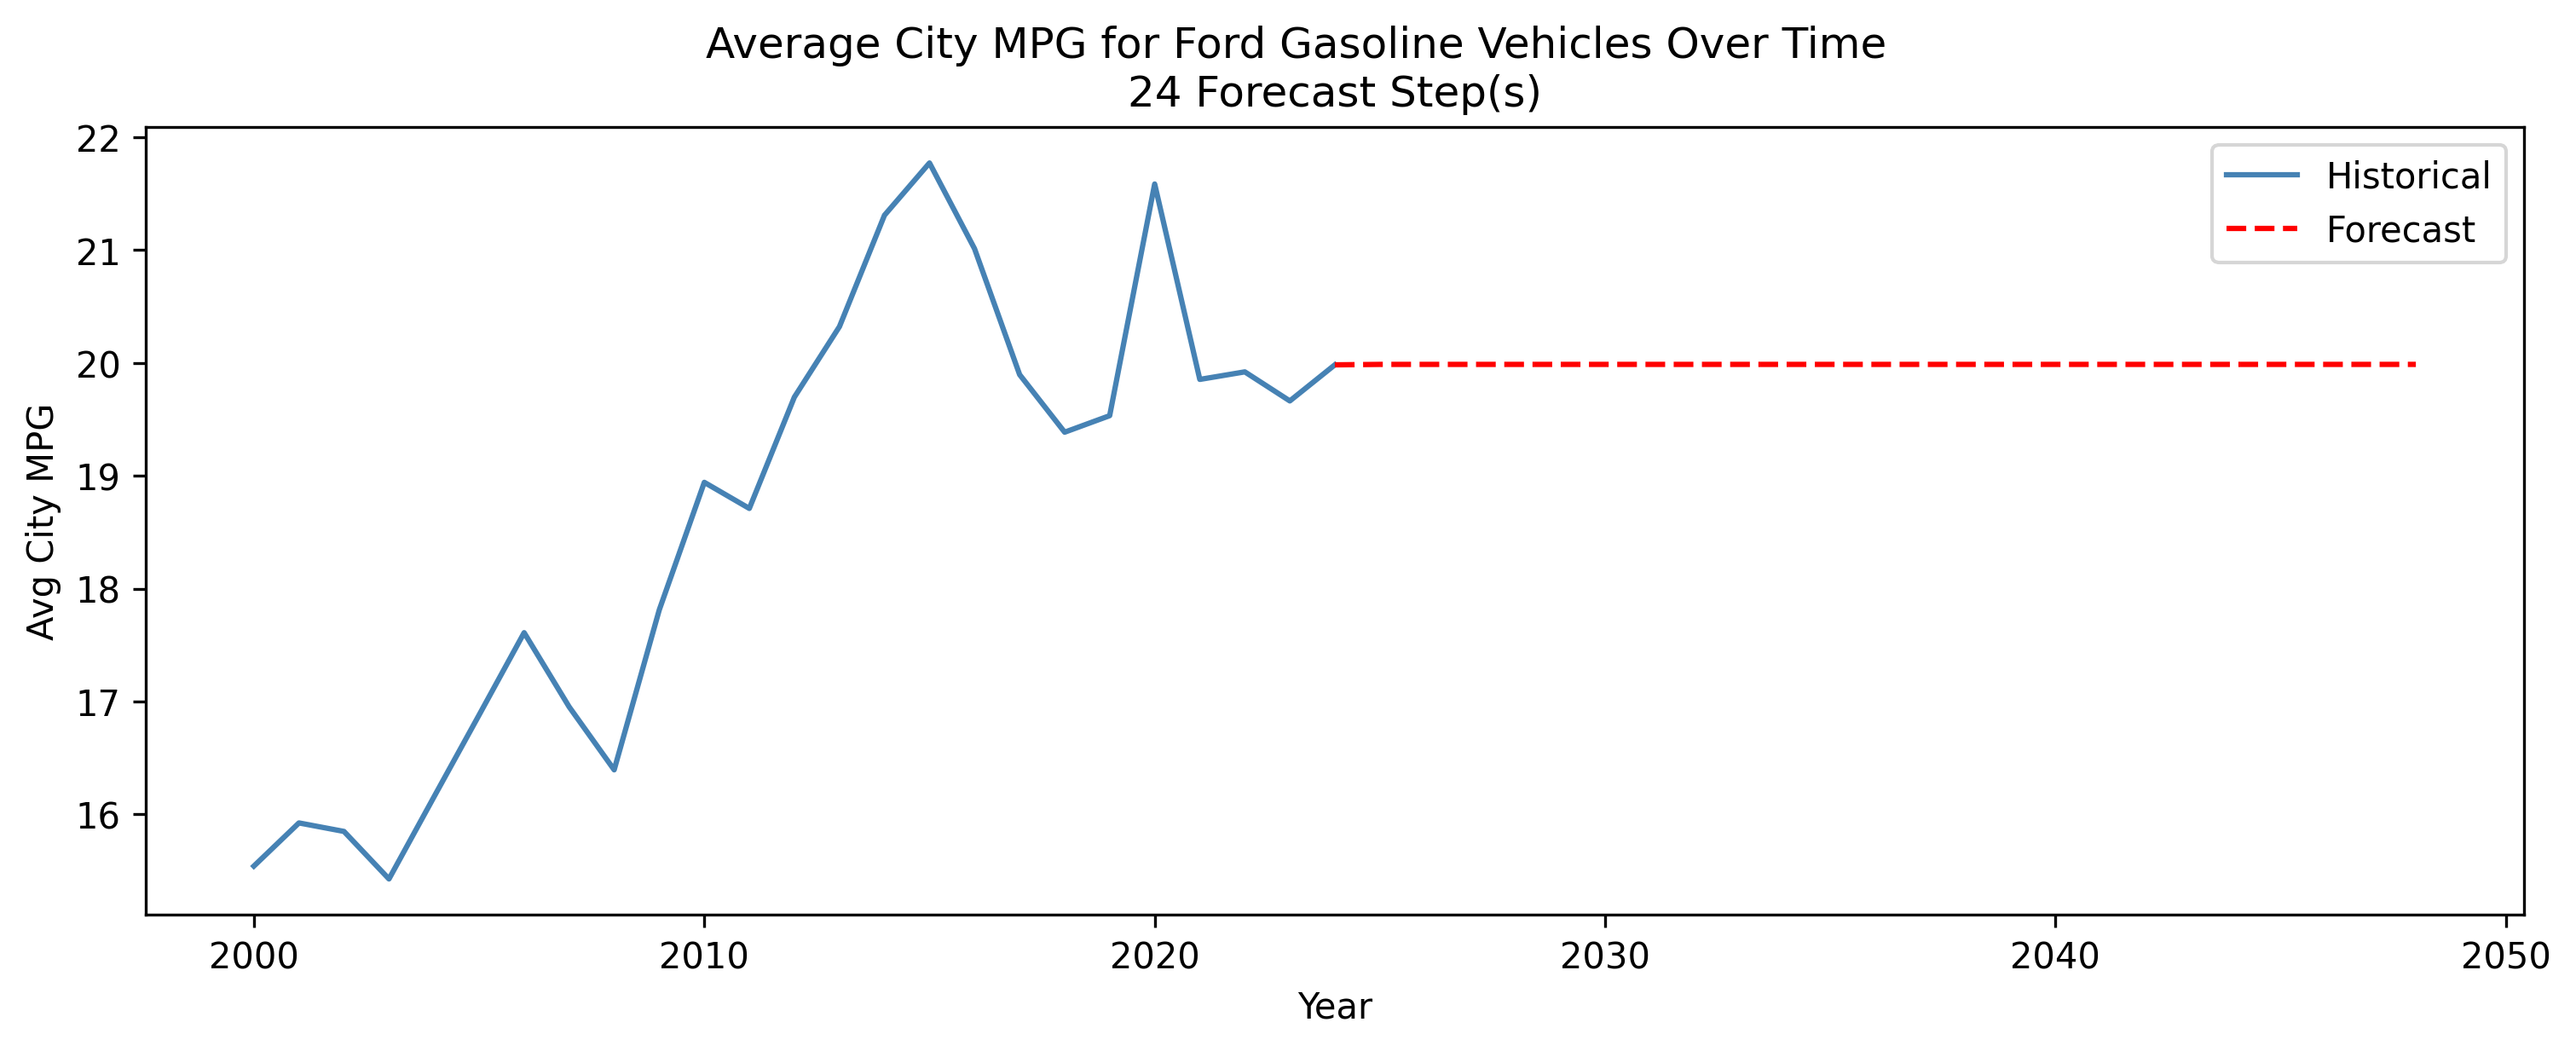 Average City MPG for Ford Gasoline Vehicles Over Time
24 Forecast Step(s)
22
21
20
19
18
17
16
Avg City MPG
Historical
Forecast
2000
2010
2020
2030
2040
2050
Year